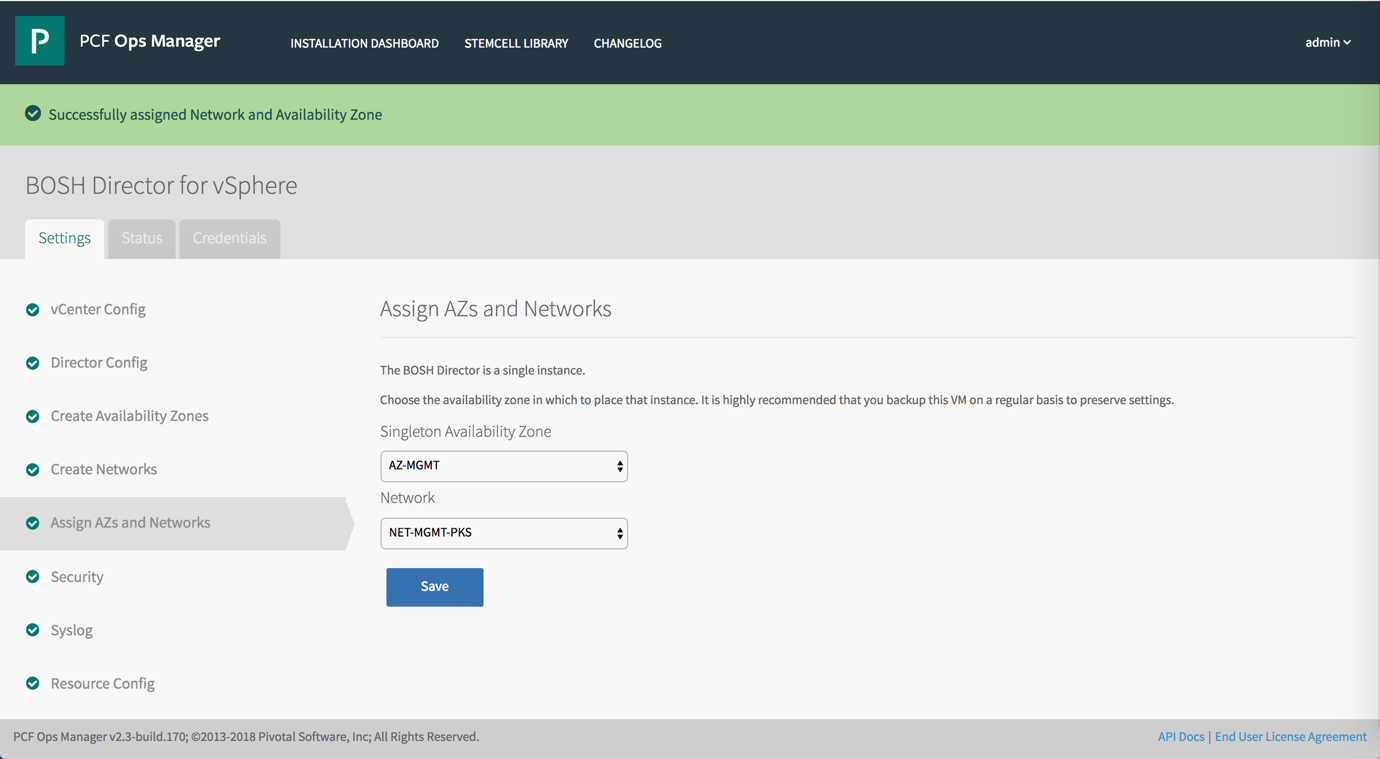 P
PCF Ops Manager
INSTALLATION DASHBOARD
STEMCELL LIBRARY
CHANGELOG
admin
Successfully assigned Network and Availability Zone
BOSH Director for vSphere
Settings
Status
Credentials
vCenter Config
Director Config
Create Availability Zones
Create Networks
Assign AZs and Networks
Security
Syslog
Resource Config
Assign AZs and Networks
The BOSH Director is a single instance.
Choose the availability zone in which to place that instance. It is highly recommended that you backup this VM on a regular basis to preserve settings.
Singleton Availability Zone
AZ-MGMT
Network
NET-MGMT-PKS
Save
PCF Ops Manager v2.3-build.170; ©2013-2018 Pivotal Software, Inc; All Rights Reserved.
API Docs | End User License Agreement